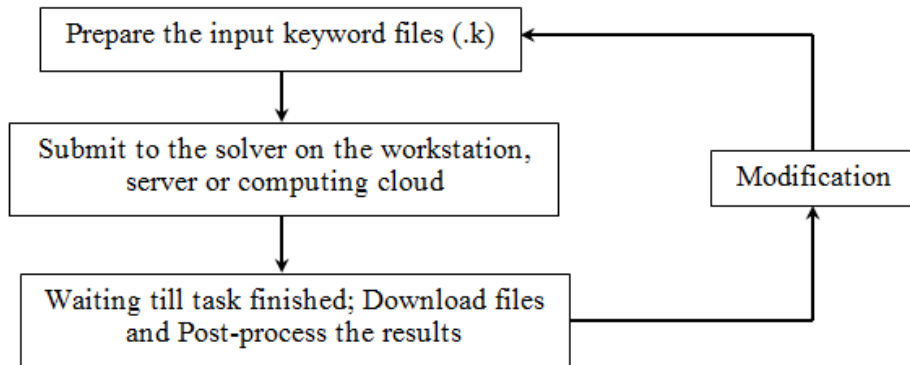 Prepare the input keyword files (.k)
Submit to the solver on the workstation,
server or computing cloud
Modification
Waiting till task finished; Download files
and Post-process the results